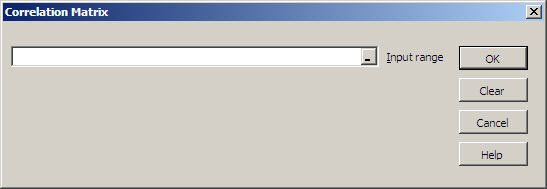 Correlation Matrix
Input range
OK
Clear
Cancel
Help